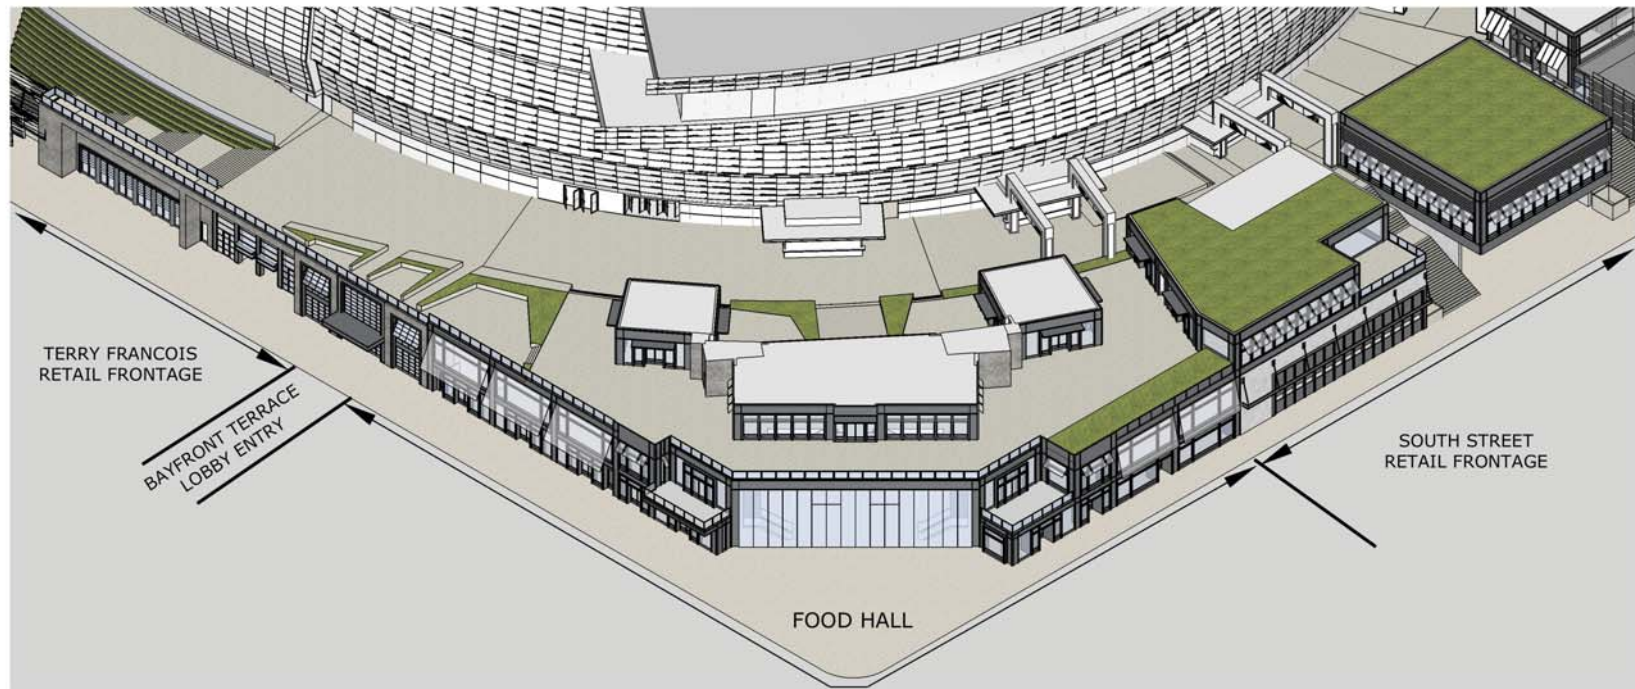 TERRY FRANCOIS
RETAIL FRONTAGE
BAYFRONT TERRACE
LOBBY ENTRY
FOOD HALL
SOUTH STREET
RETAIL FRONTAGE